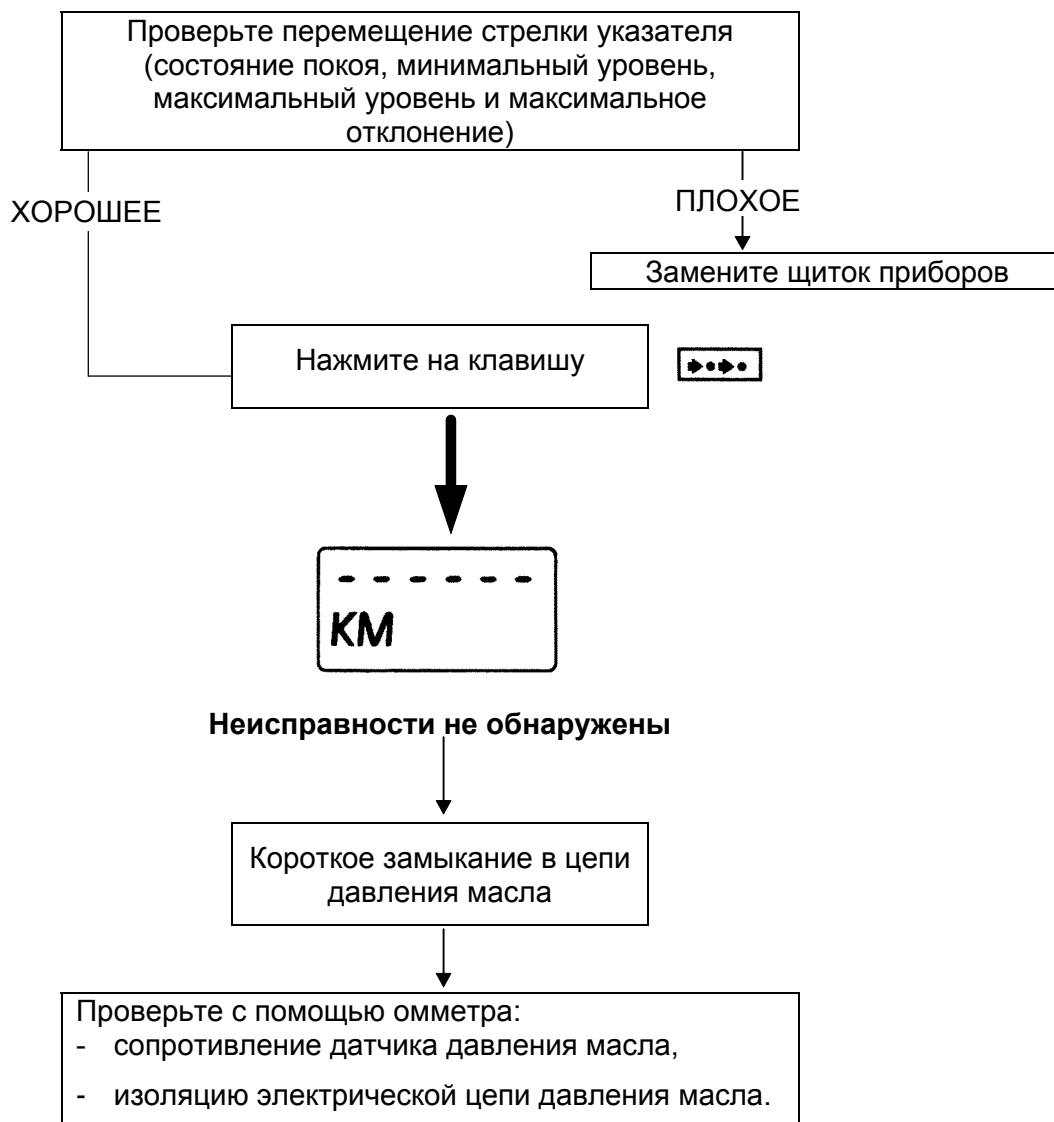 Проверьте перемещение стрелки указателя
(состояние покоя, минимальный уровень,
максимальный уровень и максимальное
отклонение)
ХОРОШЕЕ
ПЛОХОЕ
Замените щиток приборов
Нажмите на клавишу
------
KM
Неисправности не обнаружены
Короткое замыкание в цепи
давления масла
Проверьте с помощью омметра:
- сопротивление датчика давления масла,
- изоляцию электрической цепи давления масла.